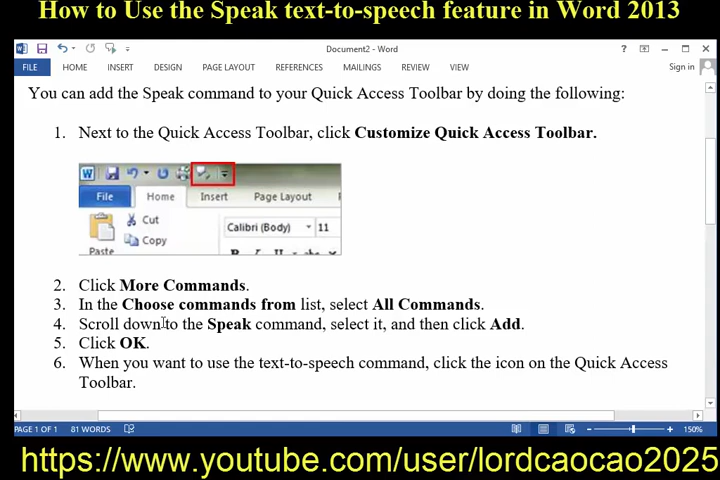 How to Use the Speak text-to-speech feature in Word 2013
Document2 - Word
?
Sign in
FILE HOME INSERT DESIGN PAGE LAYOUT REFERENCES MAILINGS REVIEW VIEW
You can add the Speak command to your Quick Access Toolbar by doing the following:
1. Next to the Quick Access Toolbar, click Customize Quick Access Toolbar.
W
File Home Insert Page Layout
Cut
Copy
Paste
Calibri (Body) 11
2. Click More Commands.
3. In the Choose commands from list, select All Commands.
4. Scroll down to the Speak command, select it, and then click Add.
5. Click OK.
6. When you want to use the text-to-speech command, click the icon on the Quick Access
Toolbar.
PAGE 1 OF 1 81 WORDS 150%
https://www.youtube.com/user/lordcaocao2025